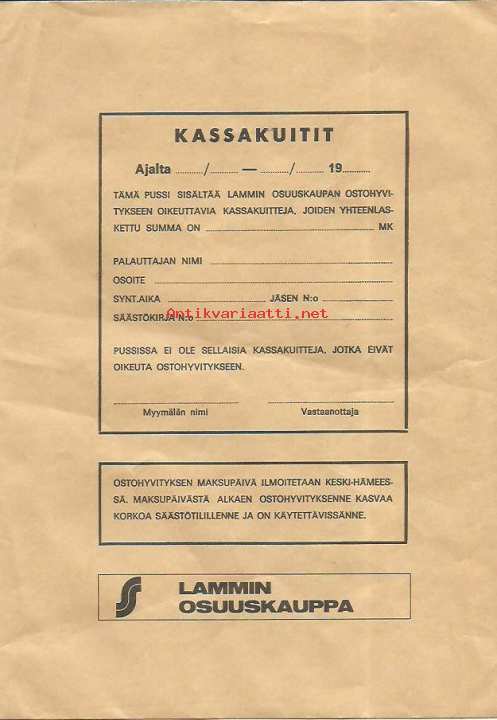 KASSAKUITIT
Ajalta ........../.......... — ........../.......... 19..........
TÄMÄ PUSSI SISÄLTÄÄ LAMMIN OSUUSKAUPAN OSTOHYVI-
TYKSEEN OIKEUTTAVIA KASSAKUITTEJA, JOIDEN YHTEENLAS-
KETTU SUMMA ON .......... MK
PALAUTTAJAN NIMI ..........
OSOITE ..........
SYNT.AIKA .......... JÄSEN N:o ..........
Antikvariaatti.net
SÄÄSTÖKIRJA N:o ..........
PUSSISSA EI OLE SELLAISIA KASSAKUITTEJA, JOTKA EIVÄT
OIKEUTA OSTOHYVITYKSEEN.
Myymälän nimi Vastaanottaja
OSTOHYVITYKSEN MAKSUPÄIVÄ ILMOITETAAN KESKI-HÄMEES-
SÄ. MAKSUPÄIVÄSTÄ ALKAEN OSTOHYVITYKSENNE KASVAA
KORKOA SÄÄSTÖTILILLENNE JA ON KÄYTETTÄVISSÄNNE.
LAMMIN
OSUUSKAUPPA